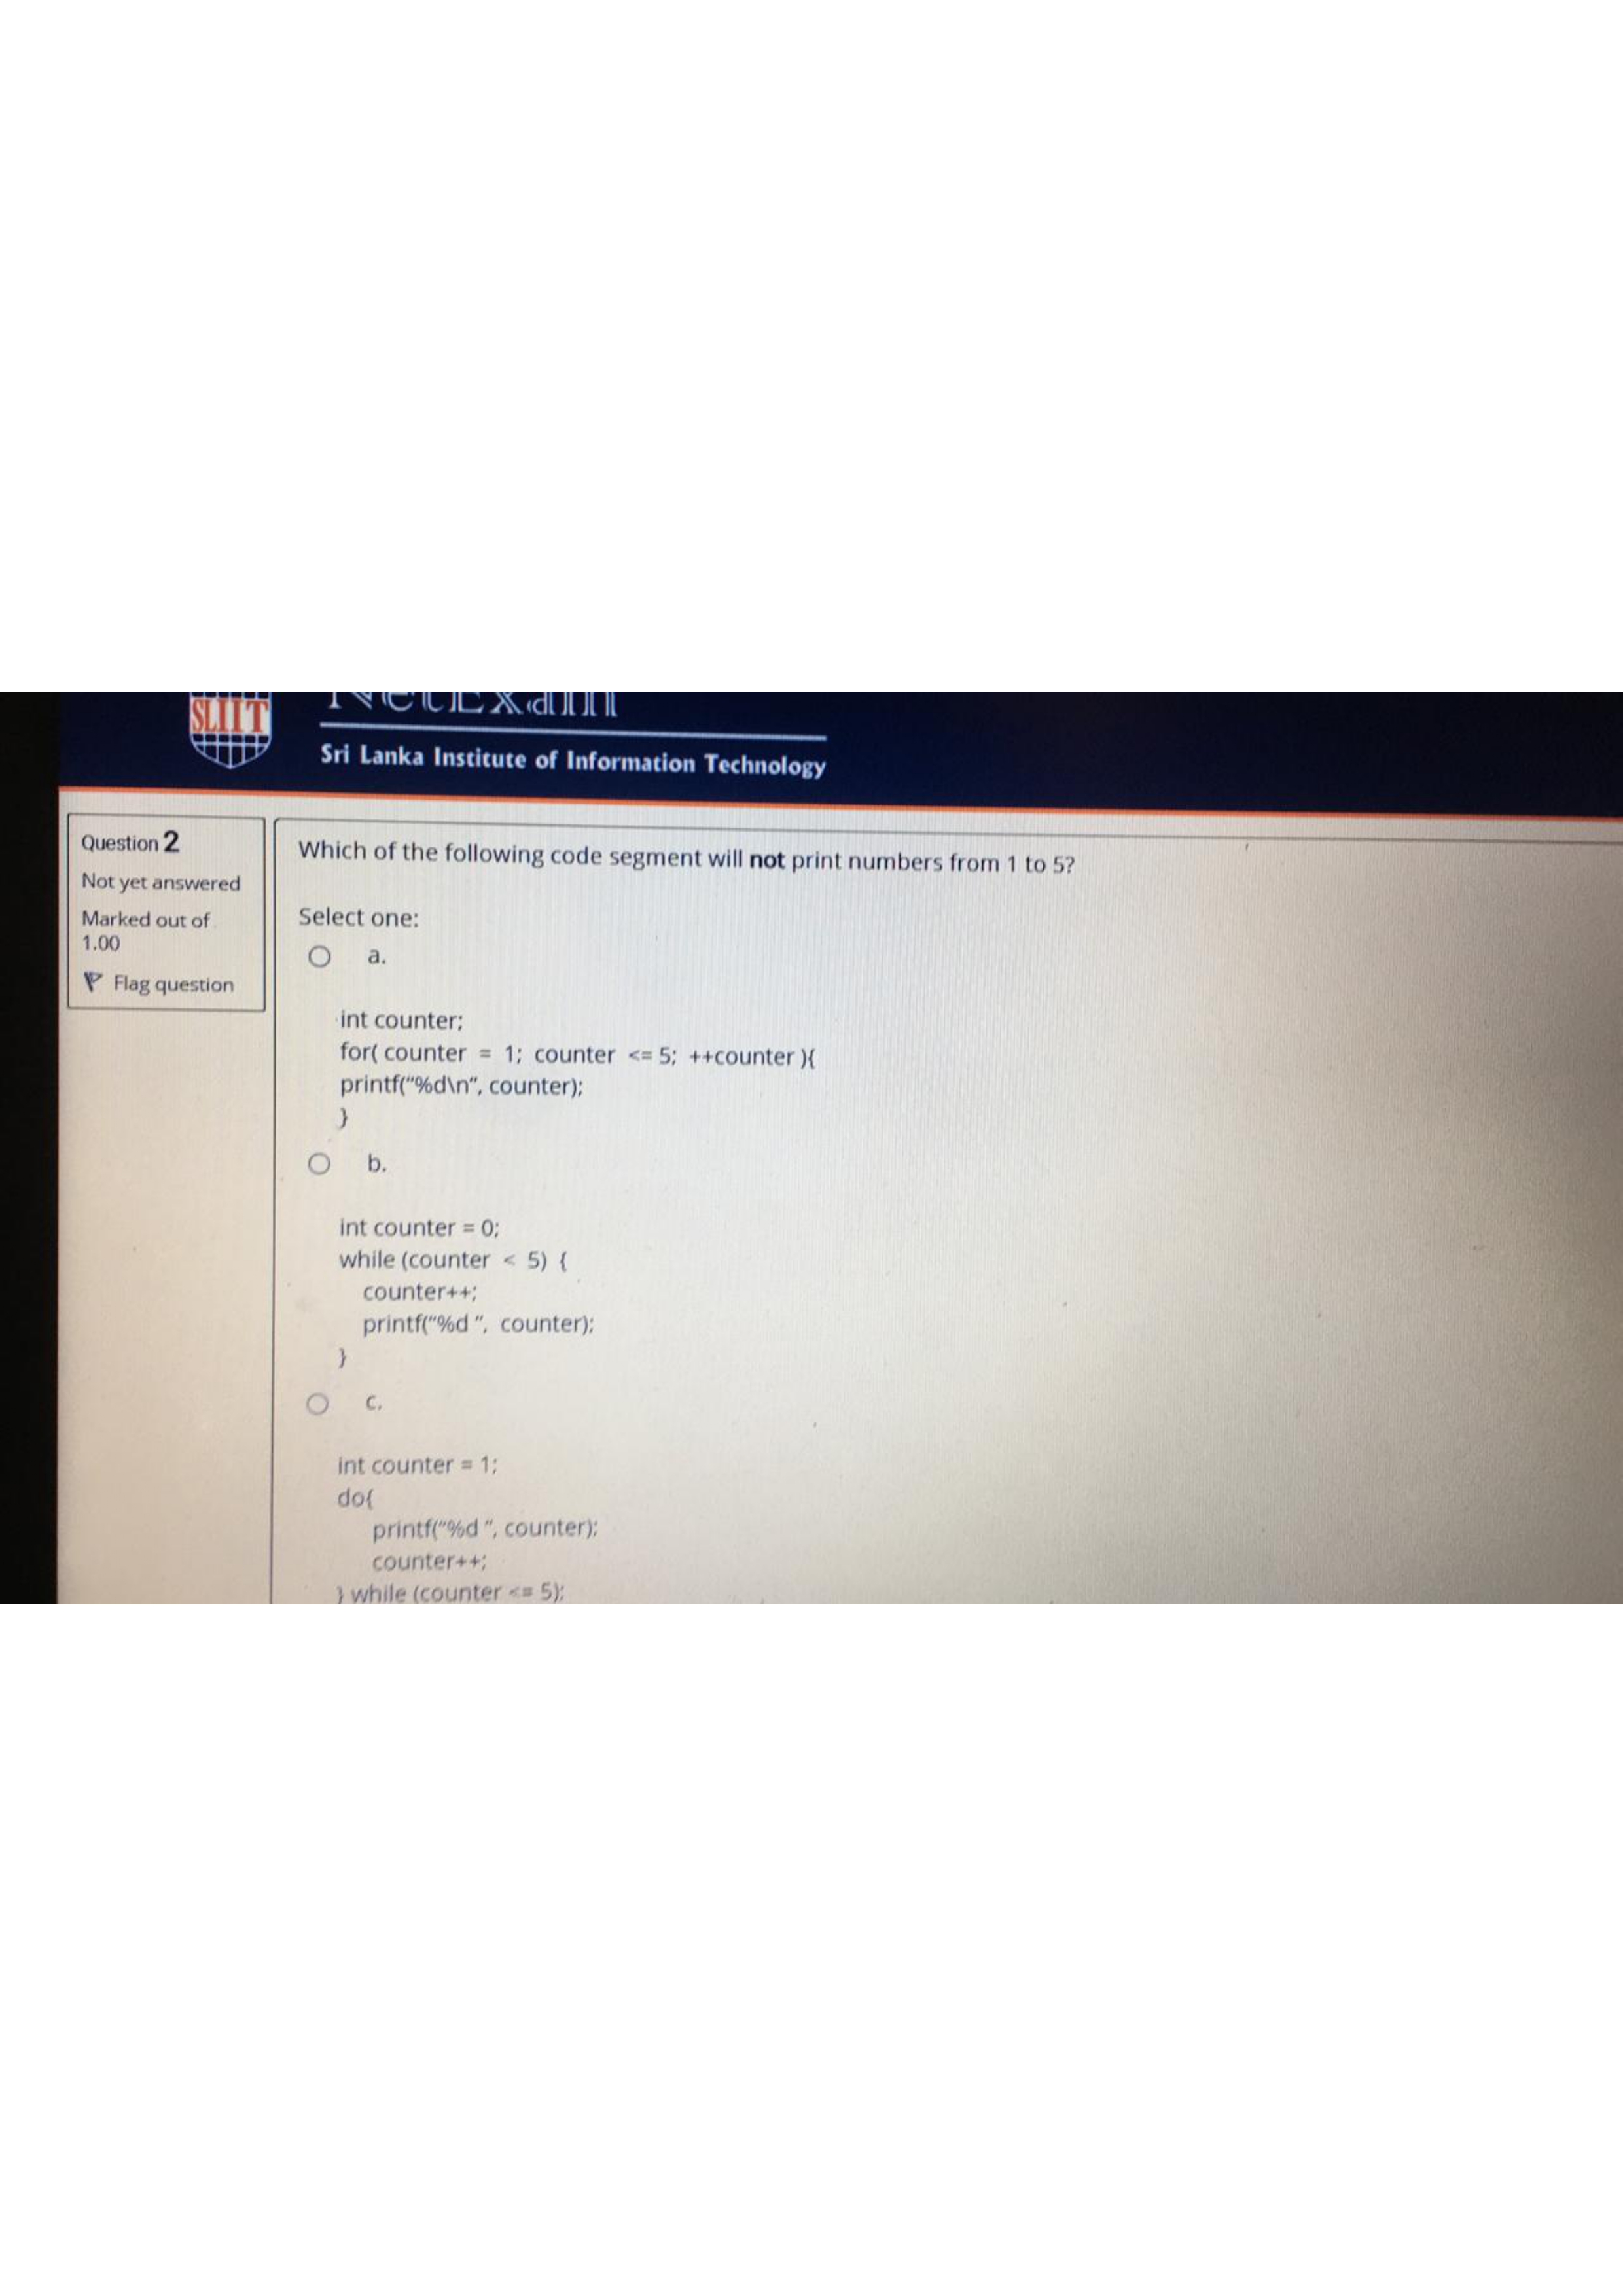 SLIIT
NetExam
Sri Lanka Institute of Information Technology
Question 2
Not yet answered
Marked out of
1.00
Flag question
Which of the following code segment will not print numbers from 1 to 5?
Select one:
a.
int counter;
for( counter = 1; counter <= 5; ++counter ){
printf("%d\n", counter);
}
b.
int counter = 0;
while (counter < 5) {
counter++;
printf("%d ", counter);
}
c.
int counter = 1;
do{
printf("%d ", counter);
counter++;
} while (counter <= 5);